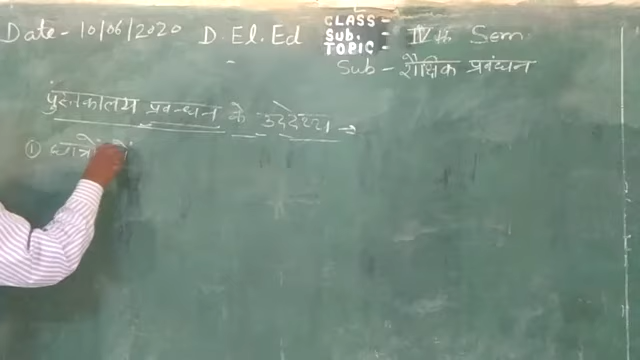 Date - 10/06/2020 D. El. Ed CLASS - IVth Sem
Sub. -
TOPIC -
Sub - शैक्षिक प्रबंधन
पुस्तकालय प्रबन्धन के उद्देश्य →
① छात्रों में